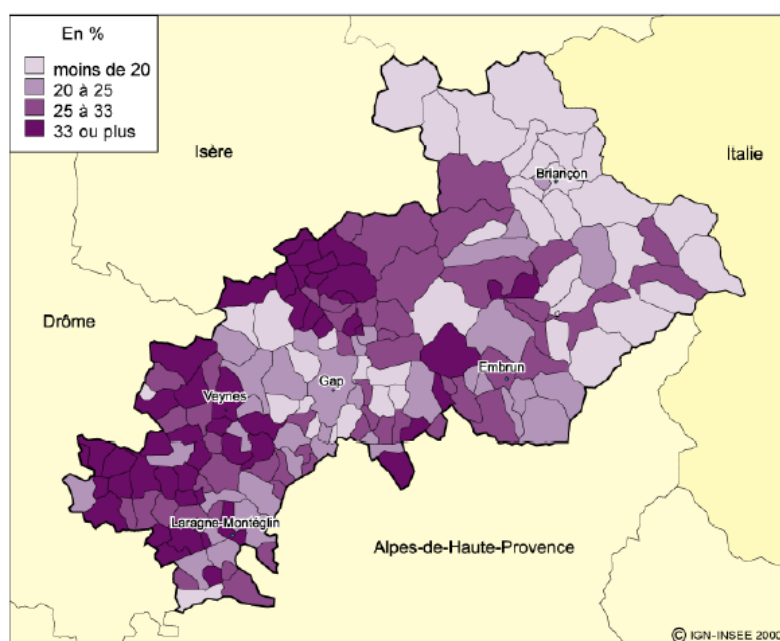 En %
moins de 20
20 à 25
25 à 33
33 ou plus
Isère
Italie
Briançon
Drôme
Embrun
Gap
Veynes
Laragne-Montéglin
Alpes-de-Haute-Provence
© IGN-INSEE